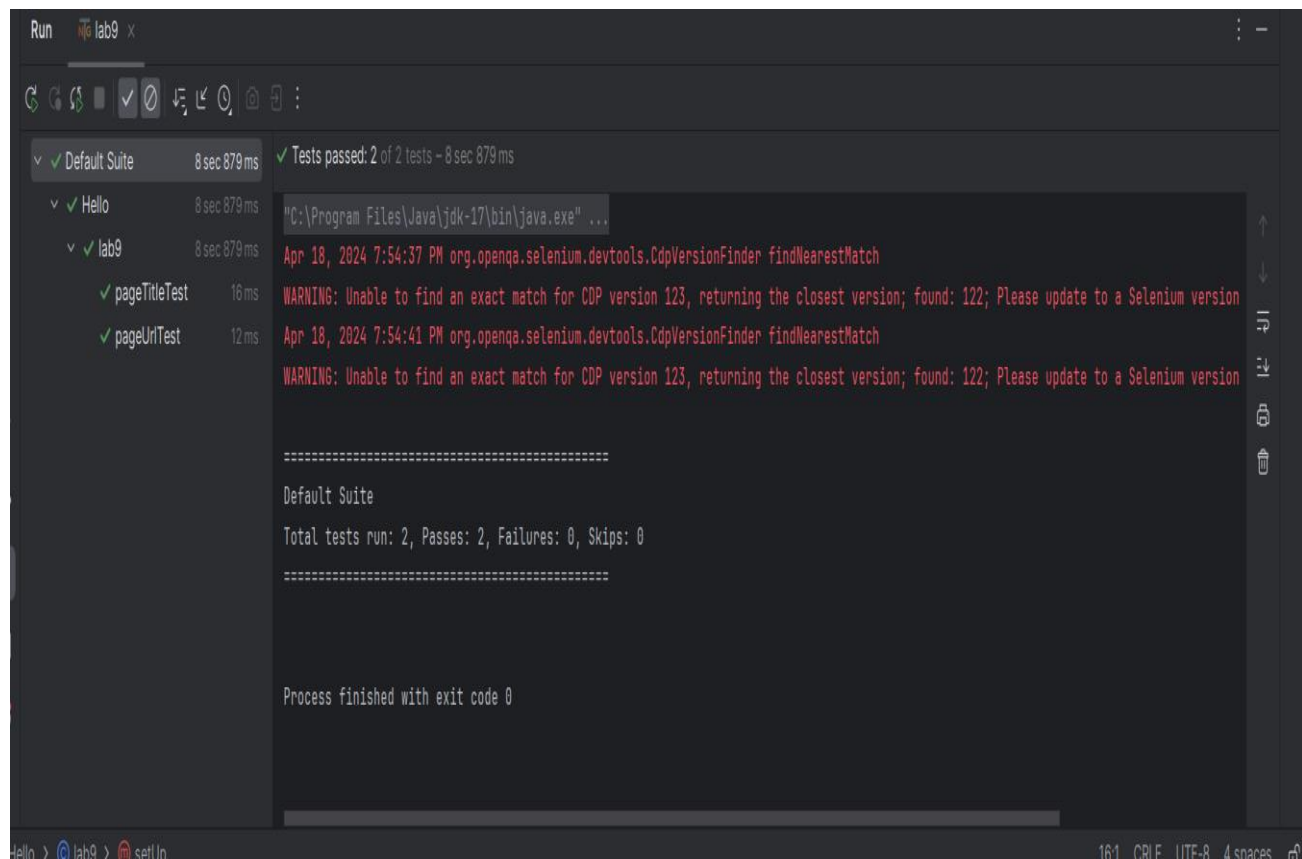 Run lab9 ×
Default Suite 8 sec 879 ms
✓ Tests passed: 2 of 2 tests – 8 sec 879 ms
Hello 8 sec 879 ms
lab9 8 sec 879 ms
pageTitleTest 16 ms
pageUrlTest 12 ms
"C:\Program Files\Java\jdk-17\bin\java.exe" ...
Apr 18, 2024 7:54:37 PM org.openqa.selenium.devtools.CdpVersionFinder findNearestMatch
WARNING: Unable to find an exact match for CDP version 123, returning the closest version; found: 122; Please update to a Selenium version
Apr 18, 2024 7:54:41 PM org.openqa.selenium.devtools.CdpVersionFinder findNearestMatch
WARNING: Unable to find an exact match for CDP version 123, returning the closest version; found: 122; Please update to a Selenium version
===============================================
Default Suite
Total tests run: 2, Passes: 2, Failures: 0, Skips: 0
===============================================
Process finished with exit code 0
Hello > lab9 > setUp 16:1 CRLF UTF-8 4 spaces